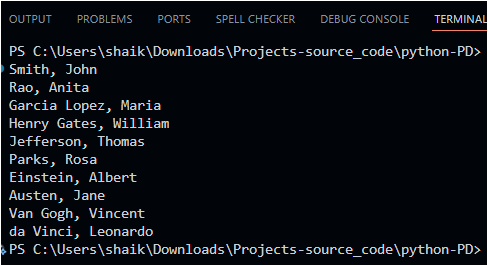 OUTPUT PROBLEMS PORTS SPELL CHECKER DEBUG CONSOLE TERMINAL
PS C:\Users\shaik\Downloads\Projects-source_code\python-PD>
Smith, John
Rao, Anita
Garcia Lopez, Maria
Henry Gates, William
Jefferson, Thomas
Parks, Rosa
Einstein, Albert
Austen, Jane
Van Gogh, Vincent
da Vinci, Leonardo
PS C:\Users\shaik\Downloads\Projects-source_code\python-PD>